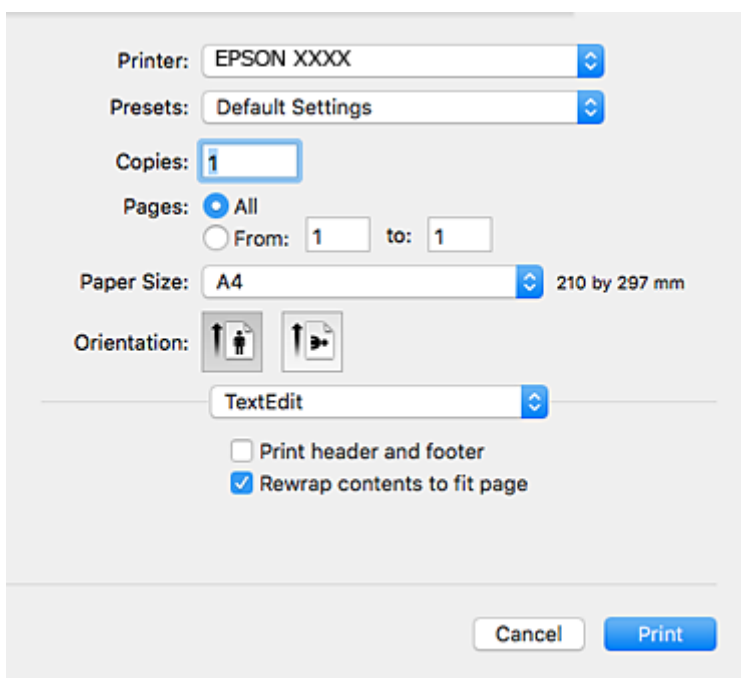 Printer: EPSON XXXX
Presets: Default Settings
Copies: 1
Pages: All
From: 1 to: 1
Paper Size: A4 210 by 297 mm
Orientation:
TextEdit
Print header and footer
Rewrap contents to fit page
Cancel Print